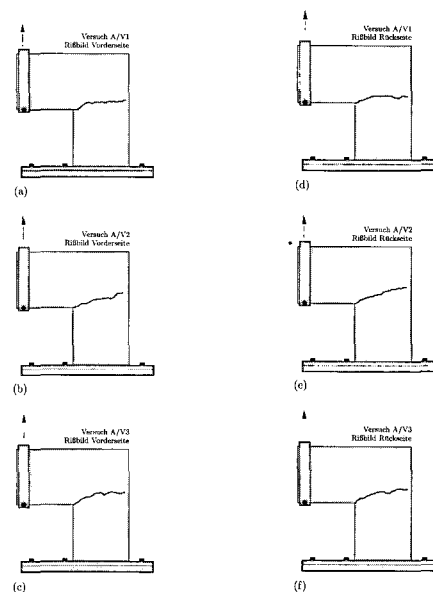 Versuch A/V1
Rißbild Vorderseite
(a)
Versuch A/V1
Rißbild Rückseite
(d)
Versuch A/V2
Rißbild Vorderseite
(b)
Versuch A/V2
Rißbild Rückseite
(e)
Versuch A/V3
Rißbild Vorderseite
(c)
Versuch A/V3
Rißbild Rückseite
(f)